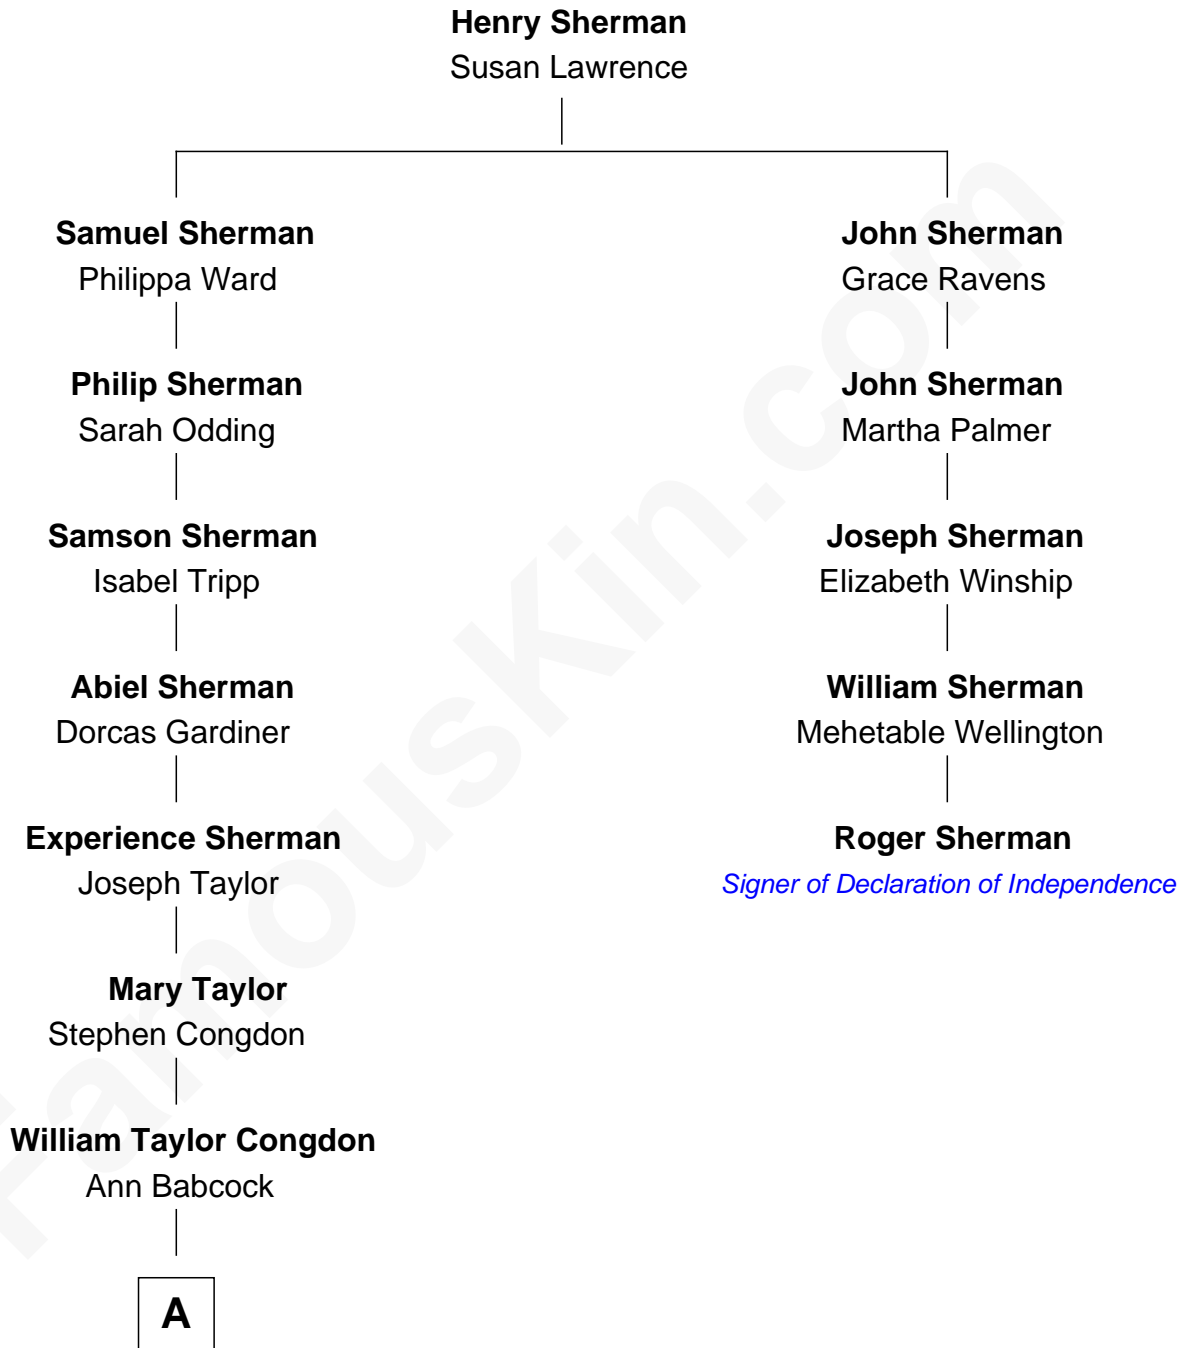 Henry Sherman
Susan Lawrence
Samuel Sherman
Philippa Ward
Philip Sherman
Sarah Odding
Samson Sherman
Isabel Tripp
Abiel Sherman
Dorcas Gardiner
Experience Sherman
Joseph Taylor
Mary Taylor
Stephen Congdon
William Taylor Congdon
Ann Babcock
A
John Sherman
Grace Ravens
John Sherman
Martha Palmer
Joseph Sherman
Elizabeth Winship
William Sherman
Mehetable Wellington
Roger Sherman
Signer of Declaration of Independence
FamousKin.com